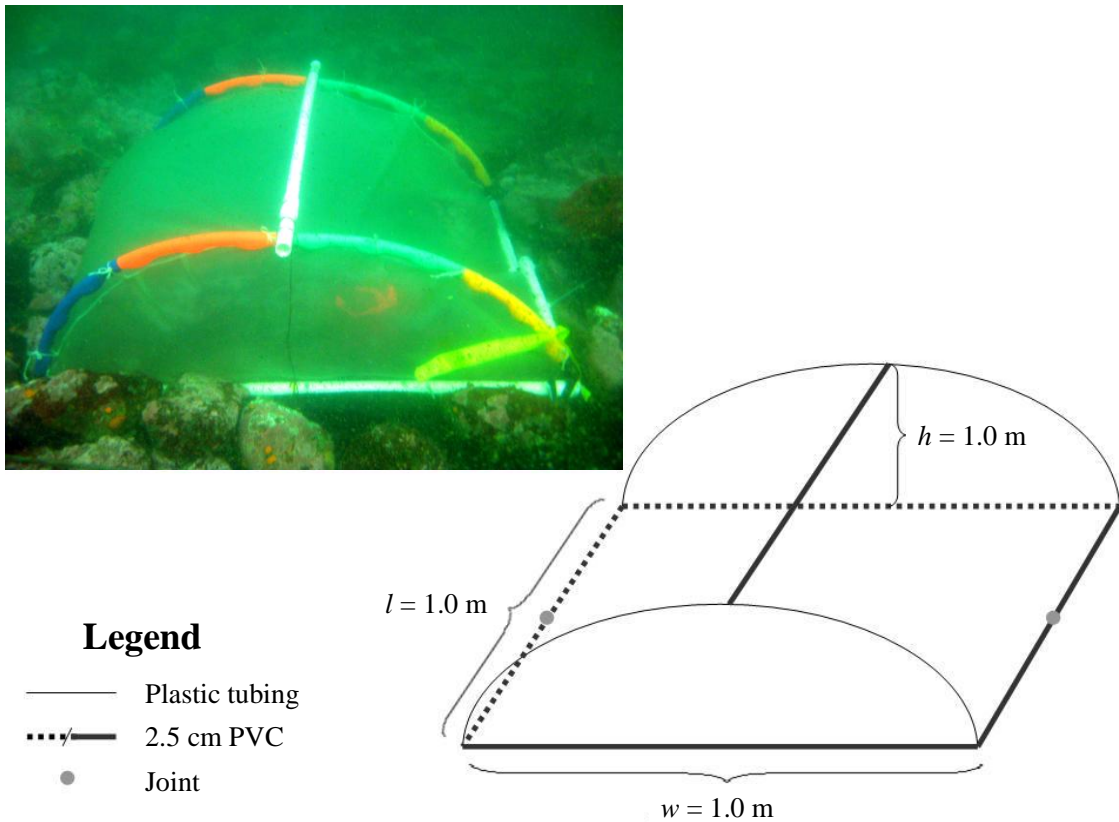 h = 1.0 m
l = 1.0 m
Legend
Plastic tubing
2.5 cm PVC
Joint
w = 1.0 m